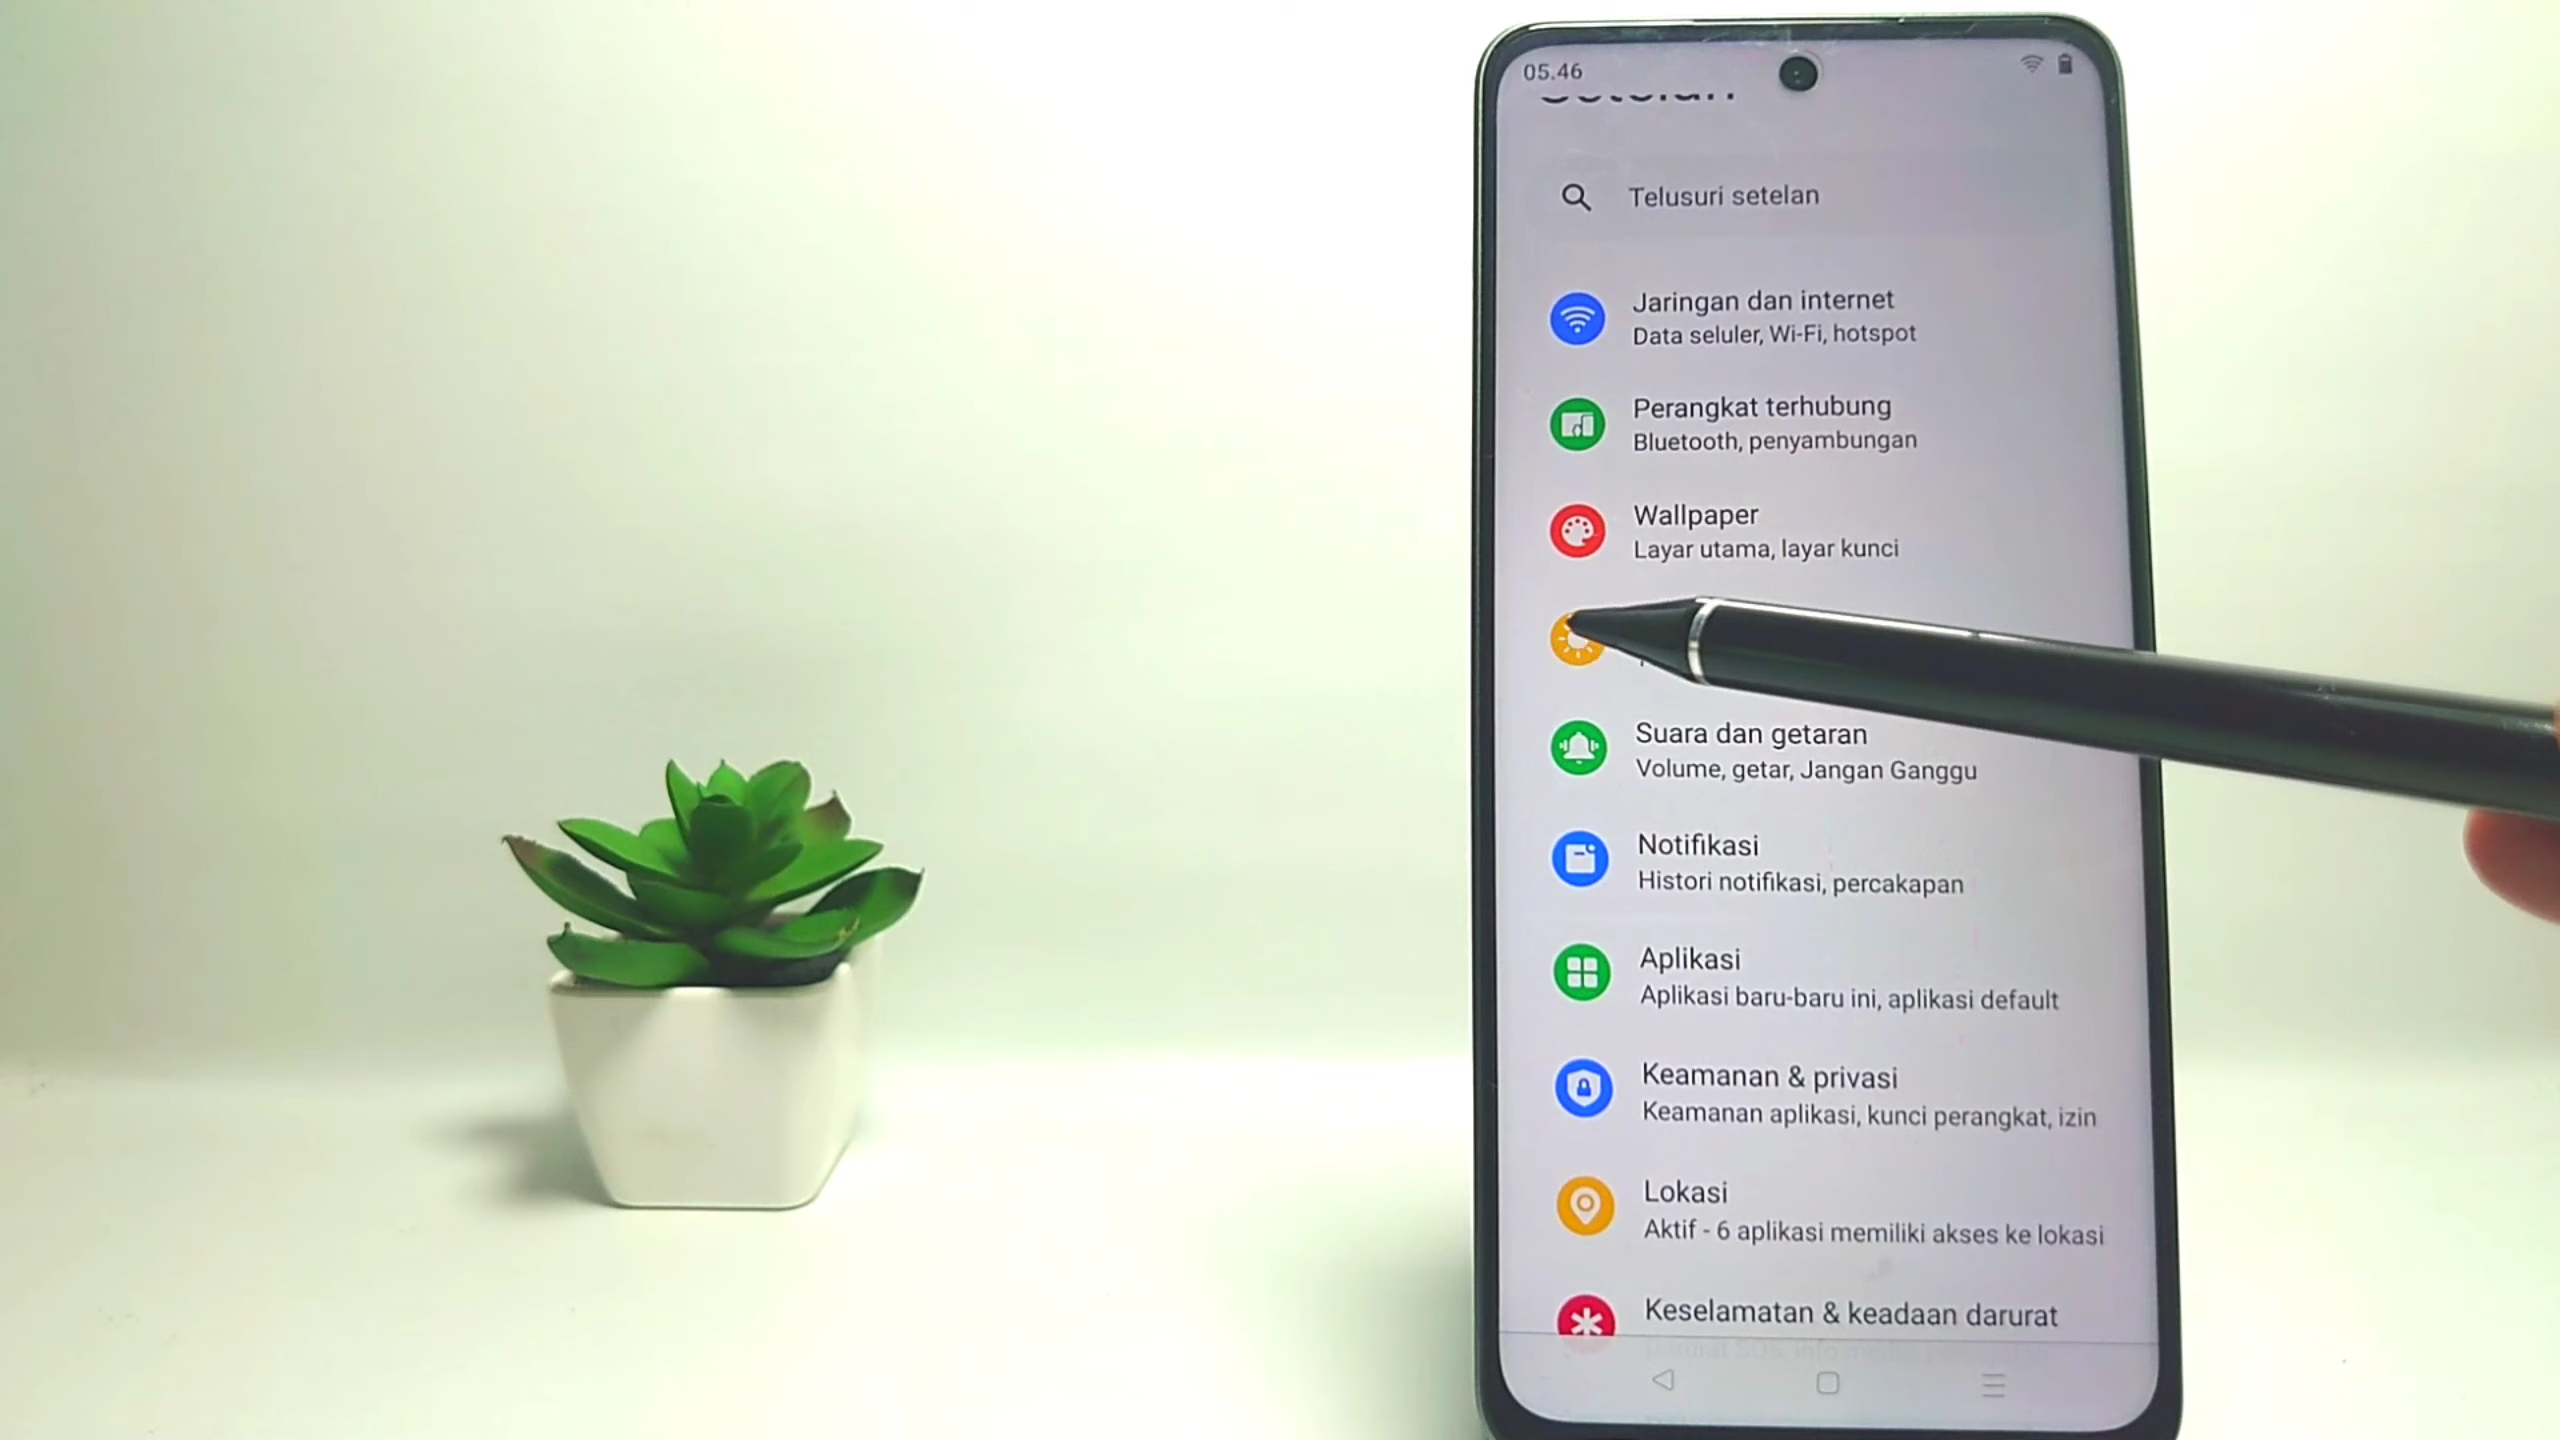 05.46
Telusuri setelan
Jaringan dan internet
Data seluler, Wi-Fi, hotspot
Perangkat terhubung
Bluetooth, penyambungan
Wallpaper
Layar utama, layar kunci
Suara dan getaran
Volume, getar, Jangan Ganggu
Notifikasi
Histori notifikasi, percakapan
Aplikasi
Aplikasi baru-baru ini, aplikasi default
Keamanan & privasi
Keamanan aplikasi, kunci perangkat, izin
Lokasi
Aktif - 6 aplikasi memiliki akses ke lokasi
Keselamatan & keadaan darurat